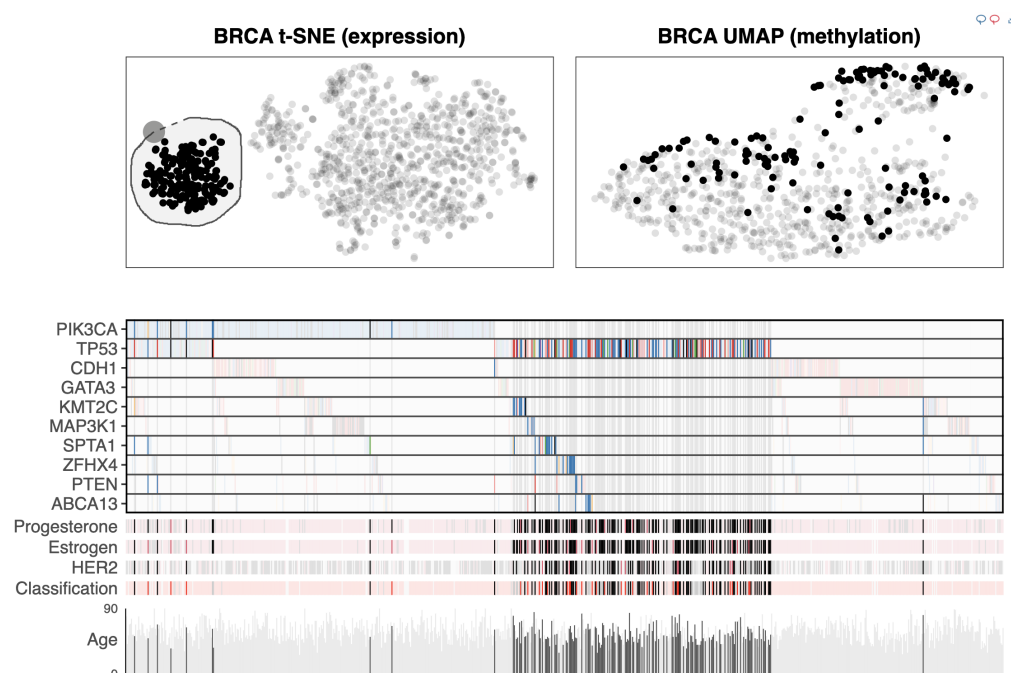 BRCA t-SNE (expression)
BRCA UMAP (methylation)
PIK3CA
TP53
CDH1
GATA3
KMT2C
MAP3K1
SPTA1
ZFHX4
PTEN
ABCA13
Progesterone
Estrogen
HER2
Classification
90
Age
0